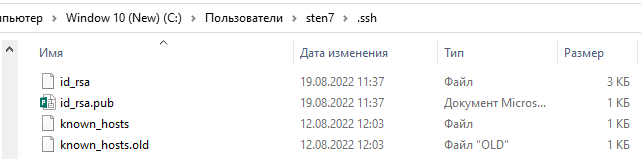 пьютер > Window 10 (New) (C:) > Пользователи > sten7 > .ssh
Имя Дата изменения Тип Размер
id_rsa 19.08.2022 11:37 Файл 3 КБ
id_rsa.pub 19.08.2022 11:37 Документ Micros... 1 КБ
known_hosts 12.08.2022 12:03 Файл 1 КБ
known_hosts.old 12.08.2022 12:03 Файл "OLD" 1 КБ